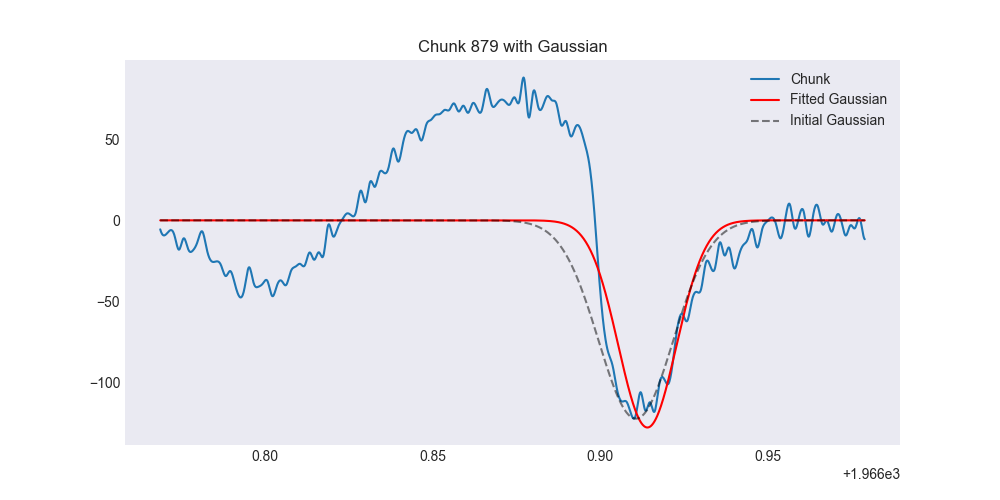 Chunk 879 with Gaussian
Chunk
Fitted Gaussian
Initial Gaussian
50
0
−50
−100
0.80
0.85
0.90
0.95
+1.966e3